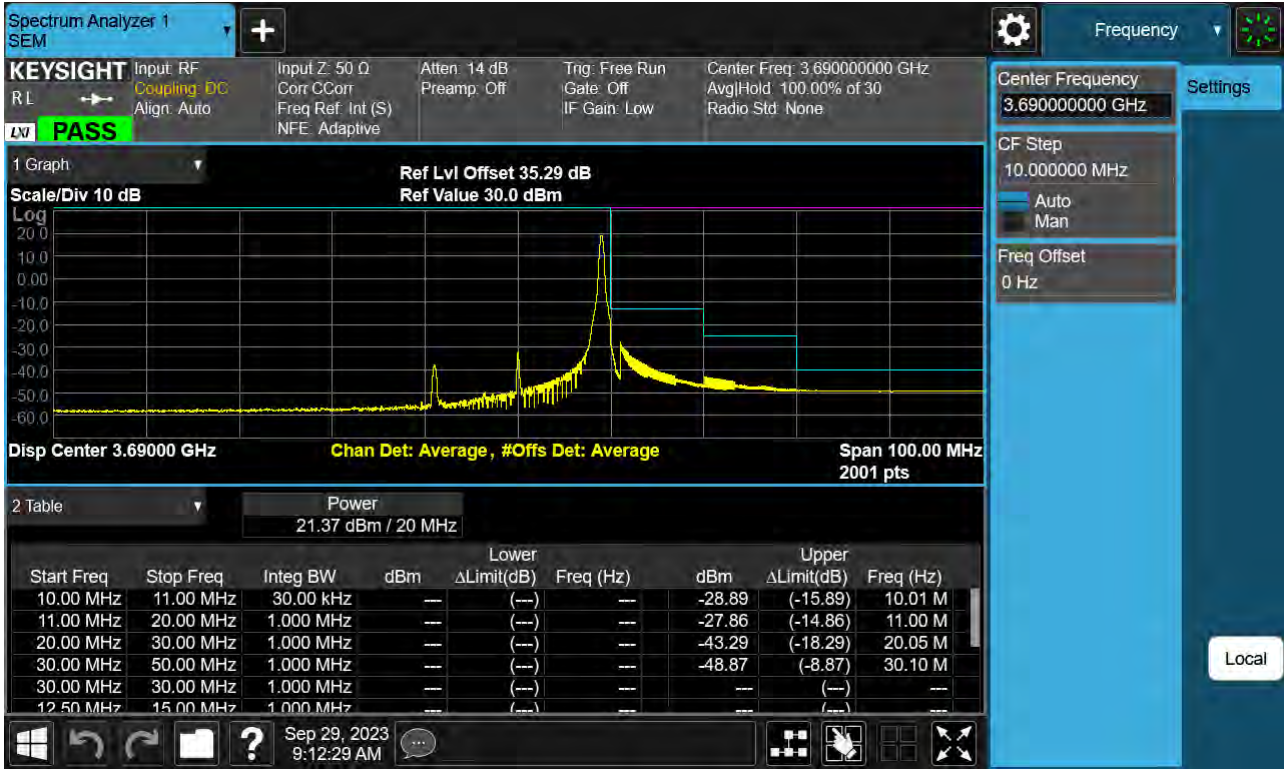 Spectrum Analyzer 1
SEM
Frequency
KEYSIGHT
RL
LXI
PASS
Input: RF
Coupling: DC
Align: Auto
Input Z: 50 Ω
Corr CCorr
Freq Ref: Int (S)
NFE: Adaptive
Atten: 14 dB
Preamp: Off
Trig: Free Run
Gate: Off
IF Gain: Low
Center Freq: 3.690000000 GHz
Avg|Hold: 100.00% of 30
Radio Std: None
Center Frequency
3.690000000 GHz
Settings
CF Step
10.000000 MHz
Auto
Man
Freq Offset
0 Hz
1 Graph
Ref Lvl Offset 35.29 dB
Scale/Div 10 dB
Ref Value 30.0 dBm
Log
20.0
10.0
0.00
-10.0
-20.0
-30.0
-40.0
-50.0
-60.0
Disp Center 3.69000 GHz
Chan Det: Average, #Offs Det: Average
Span 100.00 MHz
2001 pts
2 Table
Power
21.37 dBm / 20 MHz
Lower Upper
Start Freq Stop Freq Integ BW dBm ΔLimit(dB) Freq (Hz) dBm ΔLimit(dB) Freq (Hz)
10.00 MHz 11.00 MHz 30.00 kHz --- (---) --- -28.89 (-15.89) 10.01 M
11.00 MHz 20.00 MHz 1.000 MHz --- (---) --- -27.86 (-14.86) 11.00 M
20.00 MHz 30.00 MHz 1.000 MHz --- (---) --- -43.29 (-18.29) 20.05 M
30.00 MHz 50.00 MHz 1.000 MHz --- (---) --- -48.87 (-8.87) 30.10 M
30.00 MHz 30.00 MHz 1.000 MHz --- (---) --- --- (---) ---
12.50 MHz 15.00 MHz 1.000 MHz --- (---) --- --- (---) ---
Local
Sep 29, 2023
9:12:29 AM